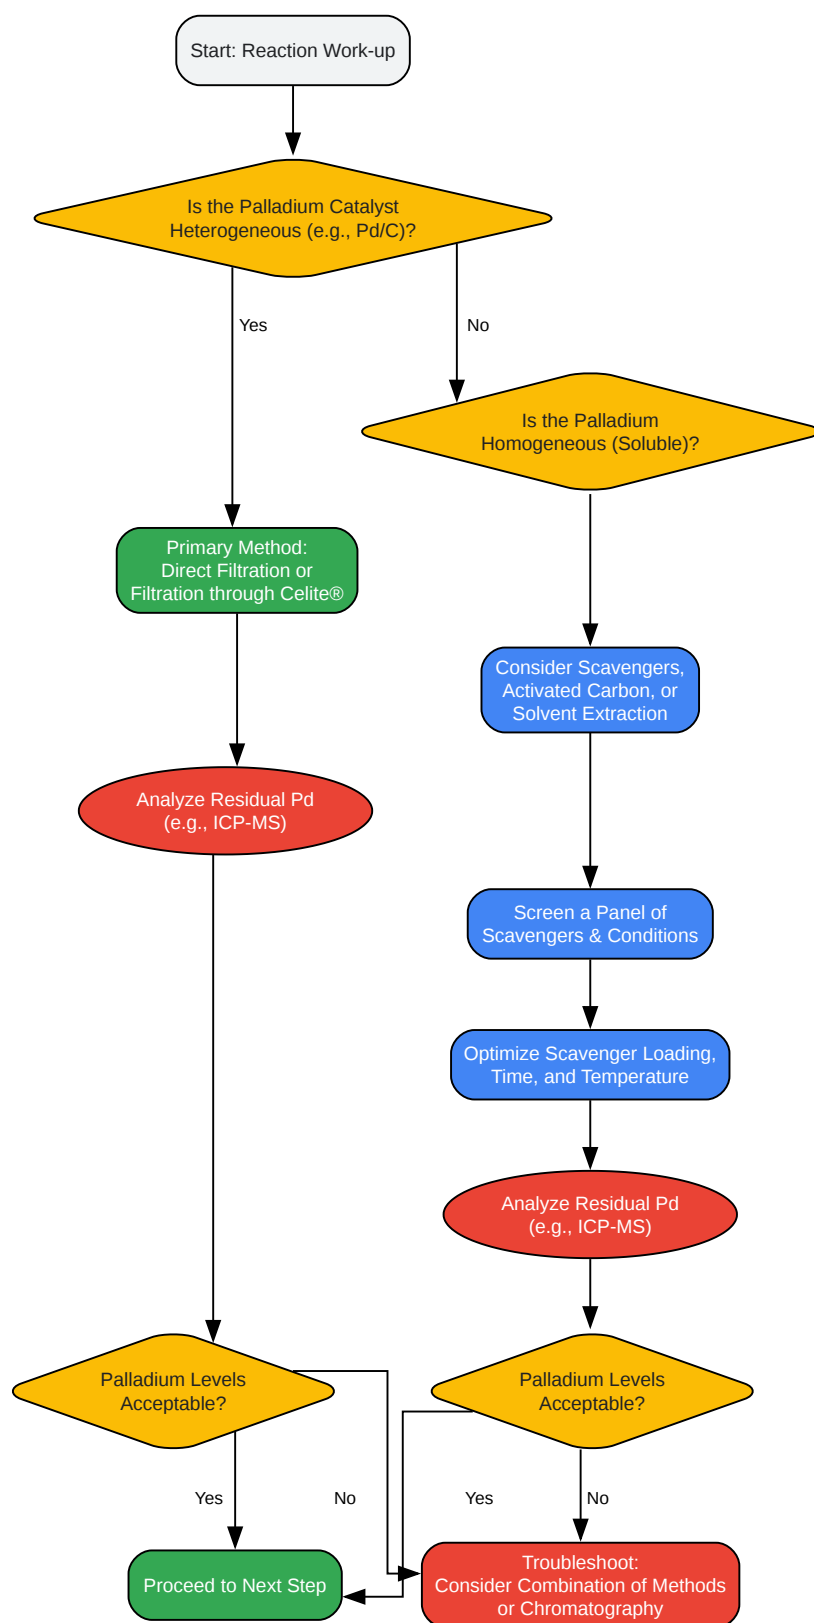 Start: Reaction Work-up
Is the Palladium Catalyst
Heterogeneous (e.g., Pd/C)?
Yes
No
Is the Palladium
Homogeneous (Soluble)?
Primary Method:
Direct Filtration or
Filtration through Celite®
Consider Scavengers,
Activated Carbon, or
Solvent Extraction
Analyze Residual Pd
(e.g., ICP-MS)
Screen a Panel of
Scavengers & Conditions
Optimize Scavenger Loading,
Time, and Temperature
Analyze Residual Pd
(e.g., ICP-MS)
Palladium Levels
Acceptable?
Palladium Levels
Acceptable?
Yes
No
Yes
No
Proceed to Next Step
Troubleshoot:
Consider Combination of Methods
or Chromatography